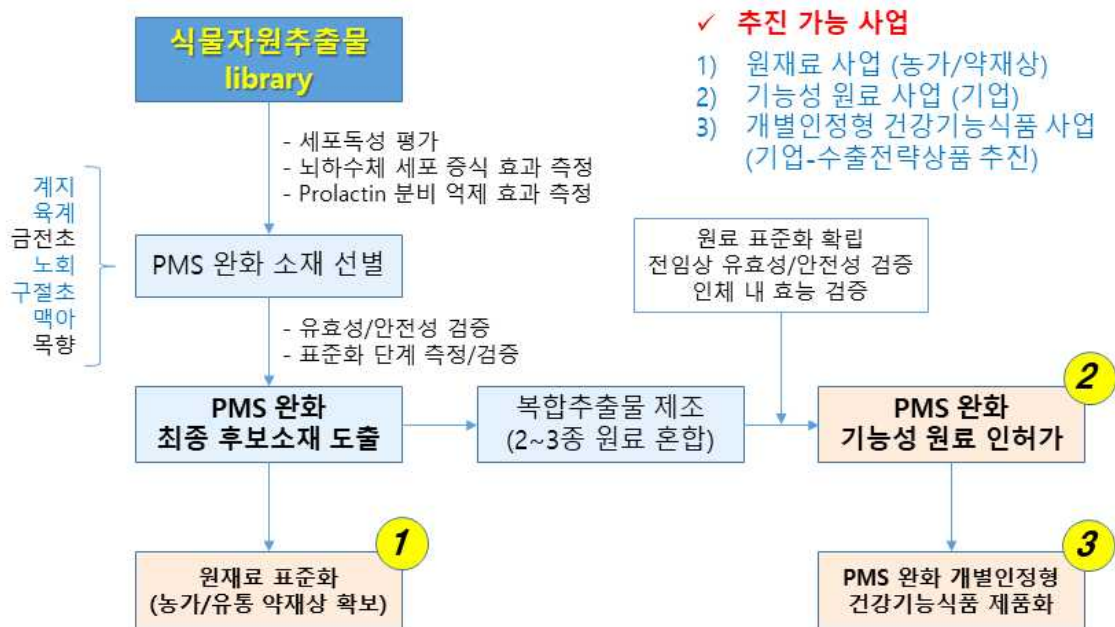 식물자원추출물
library
✓ 추진 가능 사업
1) 원재료 사업 (농가/약재상)
2) 기능성 원료 사업 (기업)
3) 개별인정형 건강기능식품 사업
(기업-수출전략상품 추진)
- 세포독성 평가
- 뇌하수체 세포 증식 효과 측정
- Prolactin 분비 억제 효과 측정
계지
육계
금전초
노회
구절초
맥아
목향
PMS 완화 소재 선별
원료 표준화 확립
전임상 유효성/안전성 검증
인체 내 효능 검증
- 유효성/안전성 검증
- 표준화 단계 측정/검증
PMS 완화
최종 후보소재 도출
복합추출물 제조
(2~3종 원료 혼합)
2
PMS 완화
기능성 원료 인허가
1
원재료 표준화
(농가/유통 약재상 확보)
3
PMS 완화 개별인정형
건강기능식품 제품화